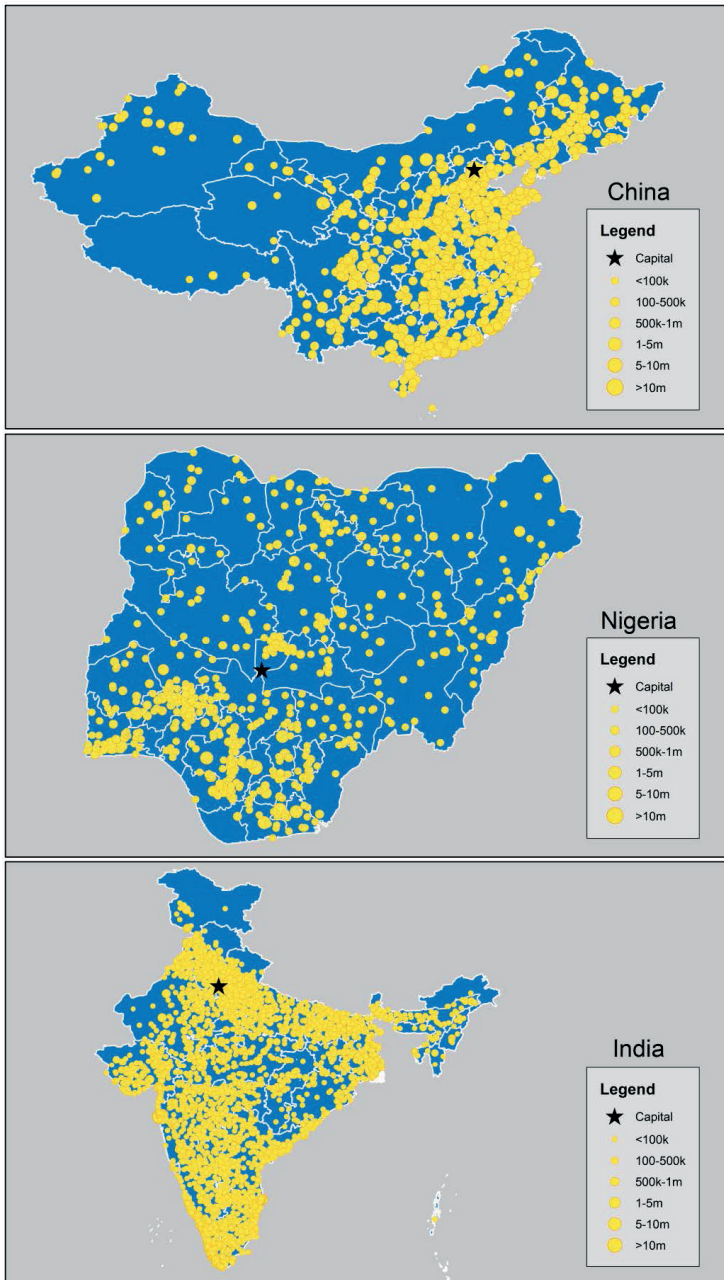 China
Legend
Capital
<100k
100-500k
500k-1m
1-5m
5-10m
>10m
Nigeria
Legend
Capital
<100k
100-500k
500k-1m
1-5m
5-10m
>10m
India
Legend
Capital
<100k
100-500k
500k-1m
1-5m
5-10m
>10m